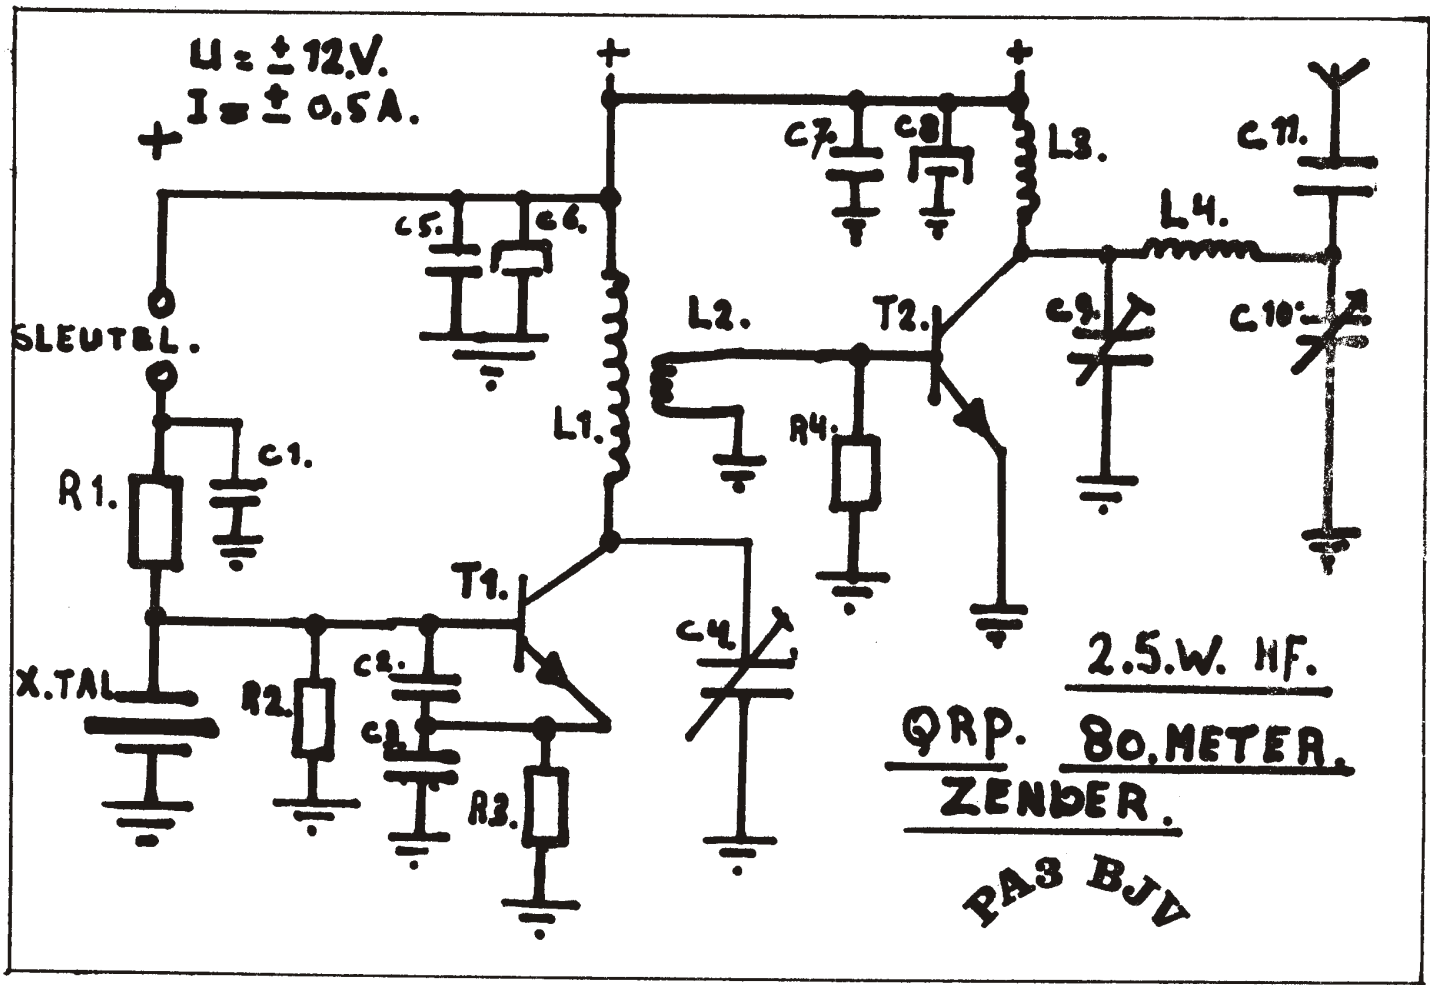 U = ± 12.V.
I = ± 0,5 A.
+
+
+
C7.
C8
L3.
C11.
C5.
C6.
L4.
SLEUTEL.
L2.
T2.
C9.
C10.
L1.
R4.
C1.
R1.
T1.
C4.
X.TAL
R2.
C2.
C3.
R3.
2.5.W. HF.
QRP. 80.METER.
ZENDER.
PA3 BJV